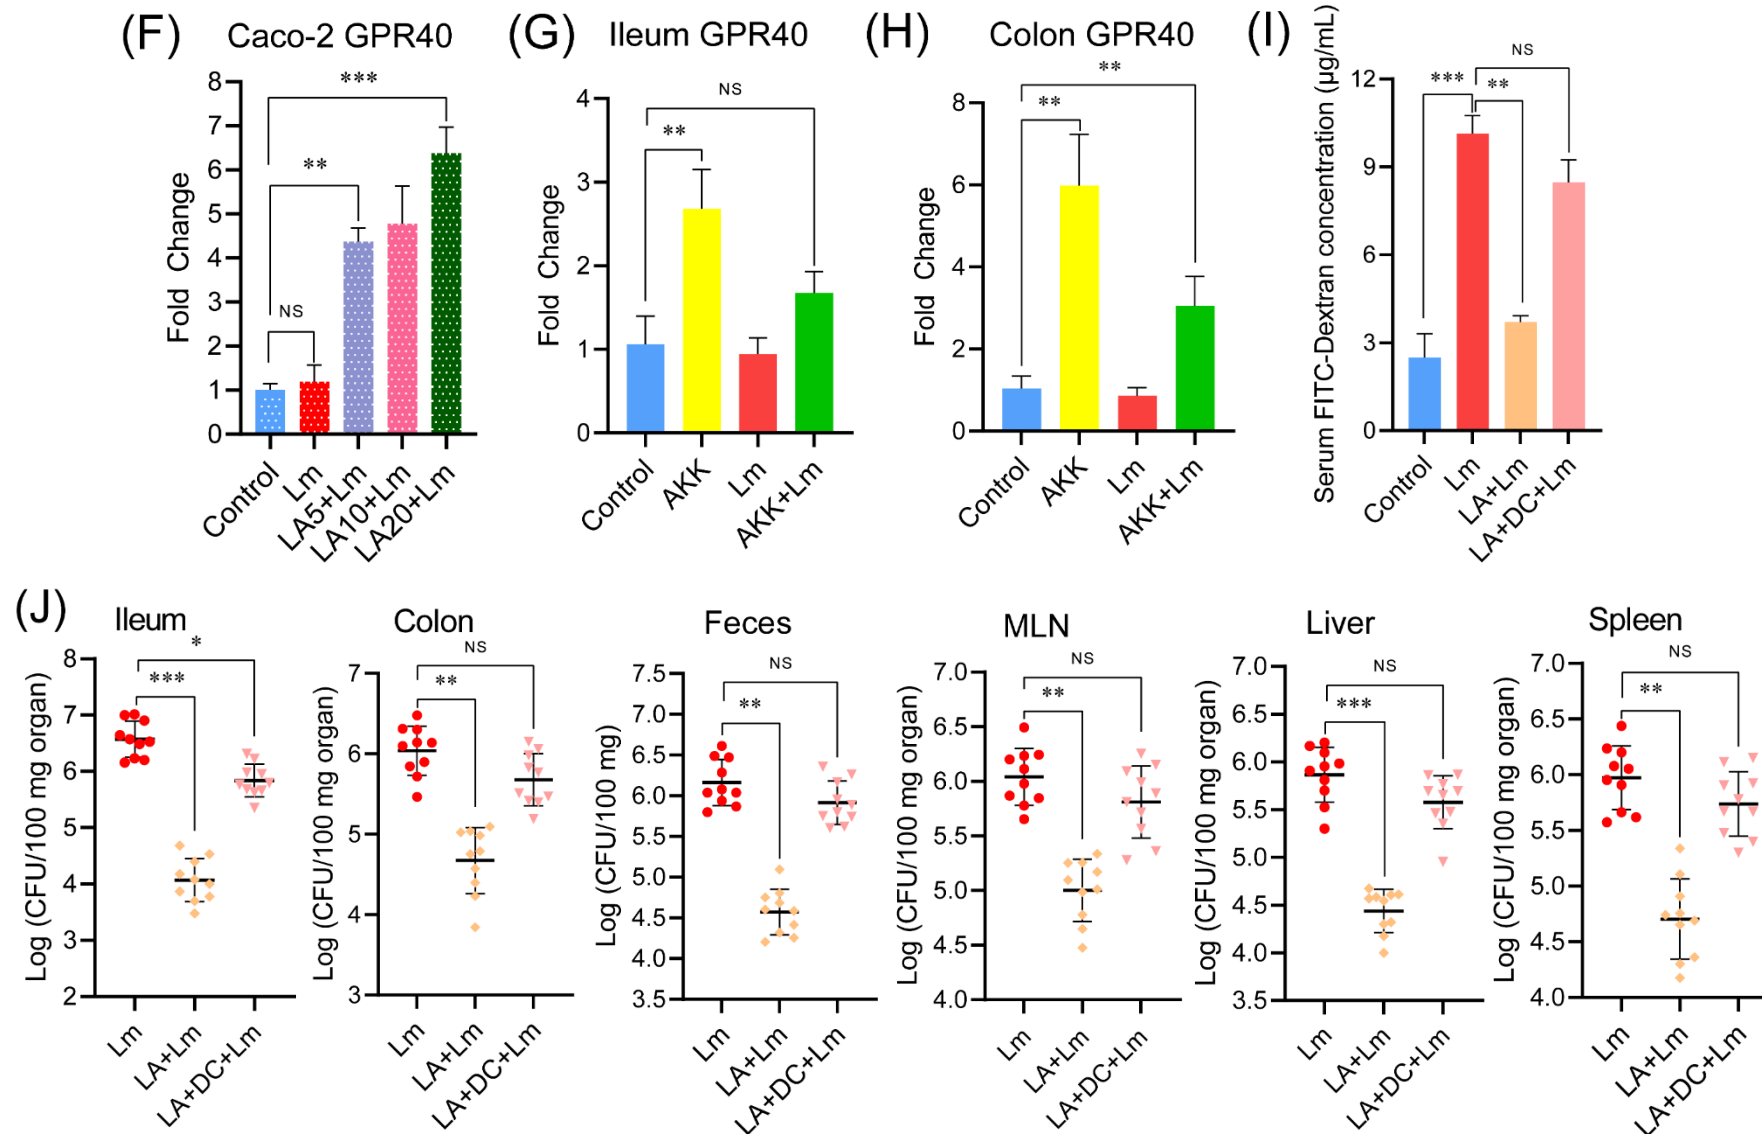 (F) Caco-2 GPR40
***
**
NS
Fold Change
8
7
6
5
4
3
2
1
0
Control
Lm
LA5+Lm
LA10+Lm
LA20+Lm
(G) Ileum GPR40
NS
**
Fold Change
4
3
2
1
0
Control
AKK
Lm
AKK+Lm
(H) Colon GPR40
**
**
Fold Change
8
6
4
2
0
Control
AKK
Lm
AKK+Lm
(I)
NS
***
**
Serum FITC-Dextran concentration (µg/mL)
12
9
6
3
0
Control
Lm
LA+Lm
LA+DC+Lm
(J)
Ileum
*
***
Log (CFU/100 mg organ)
8
7
6
5
4
3
2
Lm
LA+Lm
LA+DC+Lm
Colon
NS
**
Log (CFU/100 mg organ)
7
6
5
4
3
Lm
LA+Lm
LA+DC+Lm
Feces
NS
**
Log (CFU/100 mg)
7.5
7.0
6.5
6.0
5.5
5.0
4.5
4.0
3.5
Lm
LA+Lm
LA+DC+Lm
MLN
NS
**
Log (CFU/100 mg organ)
7.0
6.5
6.0
5.5
5.0
4.5
4.0
Lm
LA+Lm
LA+DC+Lm
Liver
NS
***
Log (CFU/100 mg organ)
7.0
6.5
6.0
5.5
5.0
4.5
4.0
3.5
Lm
LA+Lm
LA+DC+Lm
Spleen
NS
**
Log (CFU/100 mg organ)
7.0
6.5
6.0
5.5
5.0
4.5
4.0
Lm
LA+Lm
LA+DC+Lm